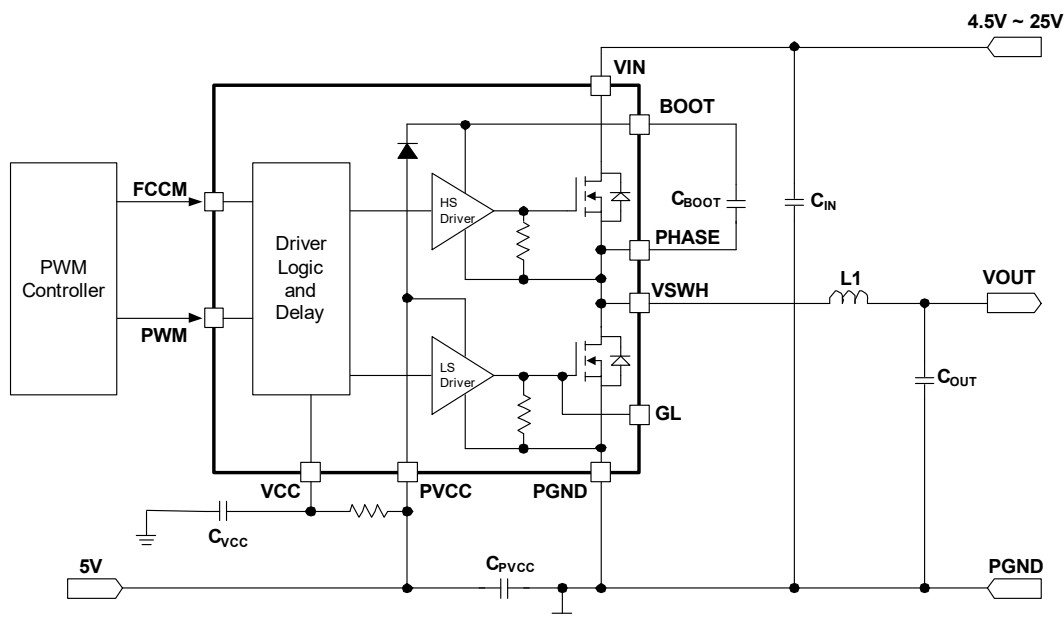 4.5V ~ 25V
VIN
BOOT
FCCM
HS
Driver
CBOOT
CIN
PWM
Controller
Driver
Logic
and
Delay
PHASE
L1
VOUT
VSWH
PWM
LS
Driver
COUT
GL
VCC
PVCC
PGND
CVCC
5V
CPVCC
PGND